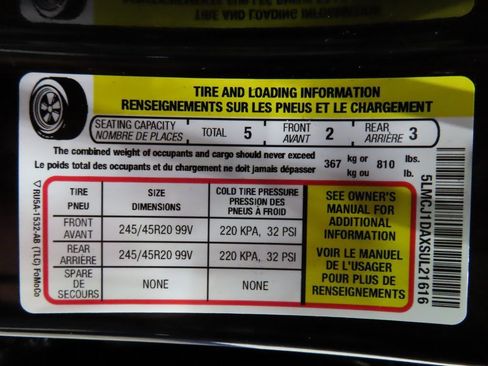 TIRE AND LOADING INFORMATION
RENSEIGNEMENTS SUR LES PNEUS ET LE CHARGEMENT
SEATING CAPACITY
NOMBRE DE PLACES
TOTAL 5
FRONT
AVANT 2
REAR
ARRIÈRE 3
The combined weight of occupants and cargo should never exceed
Le poids total des occupants et du chargement ne doit jamais dépasser
367 kg or
kg ou
810 lbs.
lb.
TIRE
PNEU
SIZE
DIMENSIONS
COLD TIRE PRESSURE
PRESSION DES
PNEUS À FROID
FRONT
AVANT
245/45R20 99V
220 KPA, 32 PSI
REAR
ARRIÈRE
245/45R20 99V
220 KPA, 32 PSI
SPARE
DE SECOURS
NONE
NONE
SEE OWNER'S
MANUAL FOR
ADDITIONAL
INFORMATION
VOIR LE MANUEL
DE L'USAGER
POUR PLUS DE
RENSEIGNEMENTS
RU5A-1532-AB (TLG) FoMoCo
5LMCJ1DAXSUL21616